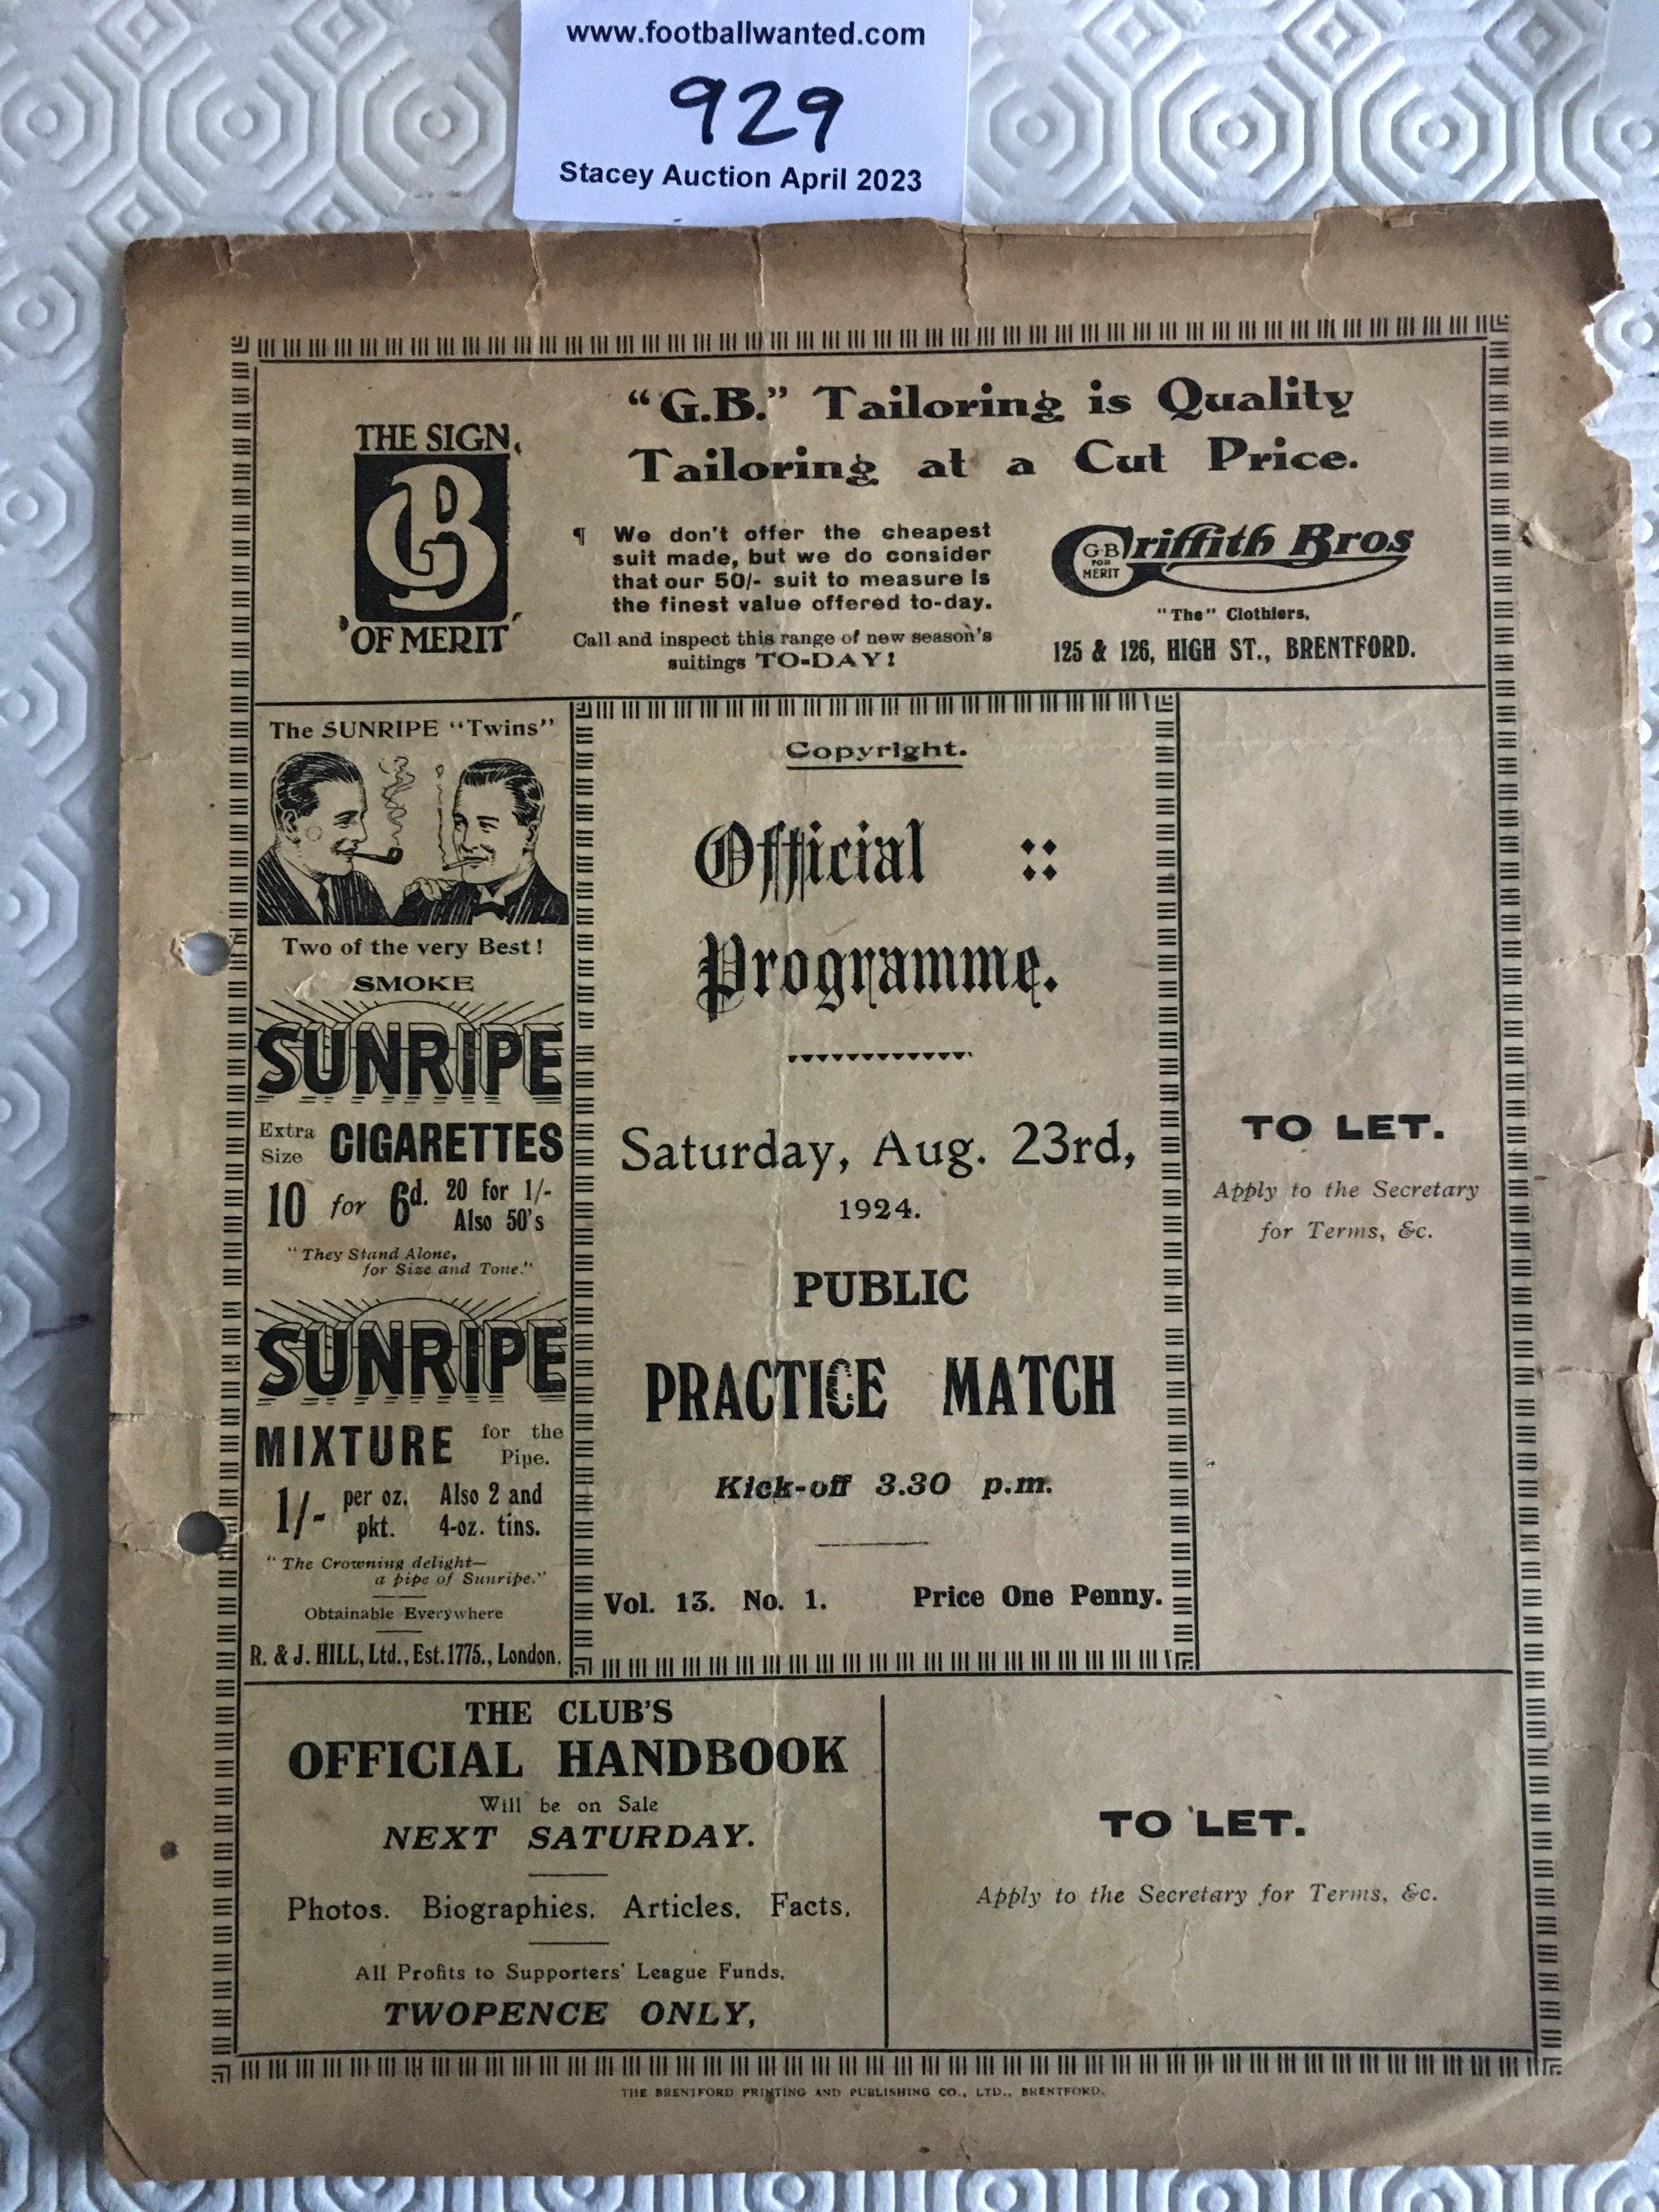 www.footballwanted.com
929
Stacey Auction April 2023
"G.B." Tailoring is Quality
Tailoring at a Cut Price.
THE SIGN
GB
OF MERIT
¶ We don't offer the cheapest
suit made, but we do consider
that our 50/- suit to measure is
the finest value offered to-day.
Call and inspect this range of new season's
suitings TO-DAY!
Griffith Bros
G.B
FOR
MERIT
"The" Clothiers,
125 & 126, HIGH ST., BRENTFORD.
The SUNRIPE "Twins"
Two of the very Best!
SMOKE
SUNRIPE
Extra
Size
CIGARETTES
10 for 6d. 20 for 1/-
Also 50's
"They Stand Alone,
for Size and Tone."
SUNRIPE
MIXTURE for the
Pipe.
1/- per oz. pkt.
Also 2 and
4-oz. tins.
"The Crowning delight—
a pipe of Sunripe."
Obtainable Everywhere
R. & J. HILL, Ltd., Est. 1775., London.
Copyright.
Official ::
Programme.
Saturday, Aug. 23rd,
1924.
PUBLIC
PRACTICE MATCH
Kick-off 3.30 p.m.
Vol. 13. No. 1. Price One Penny.
TO LET.
Apply to the Secretary
for Terms, &c.
THE CLUB'S
OFFICIAL HANDBOOK
Will be on Sale
NEXT SATURDAY.
Photos. Biographies. Articles. Facts.
All Profits to Supporters' League Funds.
TWOPENCE ONLY,
TO LET.
Apply to the Secretary for Terms, &c.
THE BRENTFORD PRINTING AND PUBLISHING CO., LTD., BRENTFORD.